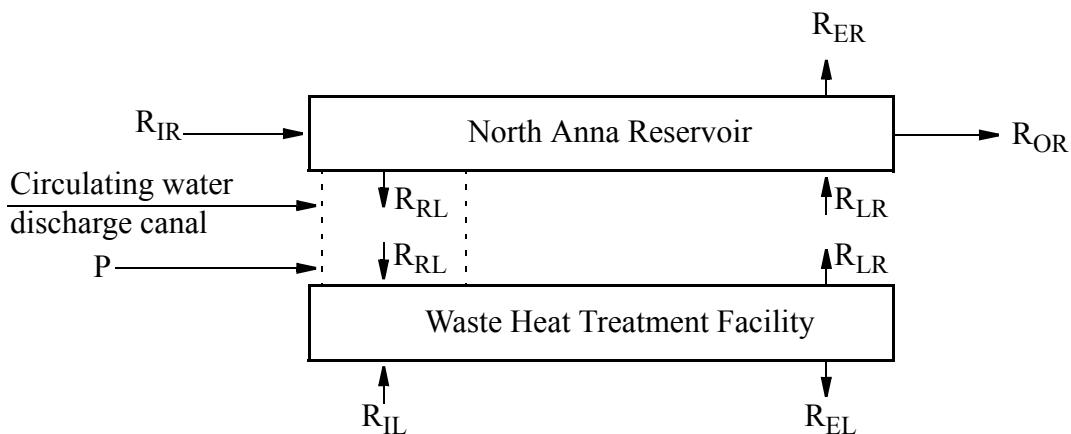 R_ER
R_IR
North Anna Reservoir
R_OR
Circulating water
discharge canal
R_RL
R_LR
P
R_RL
R_LR
Waste Heat Treatment Facility
R_IL
R_EL